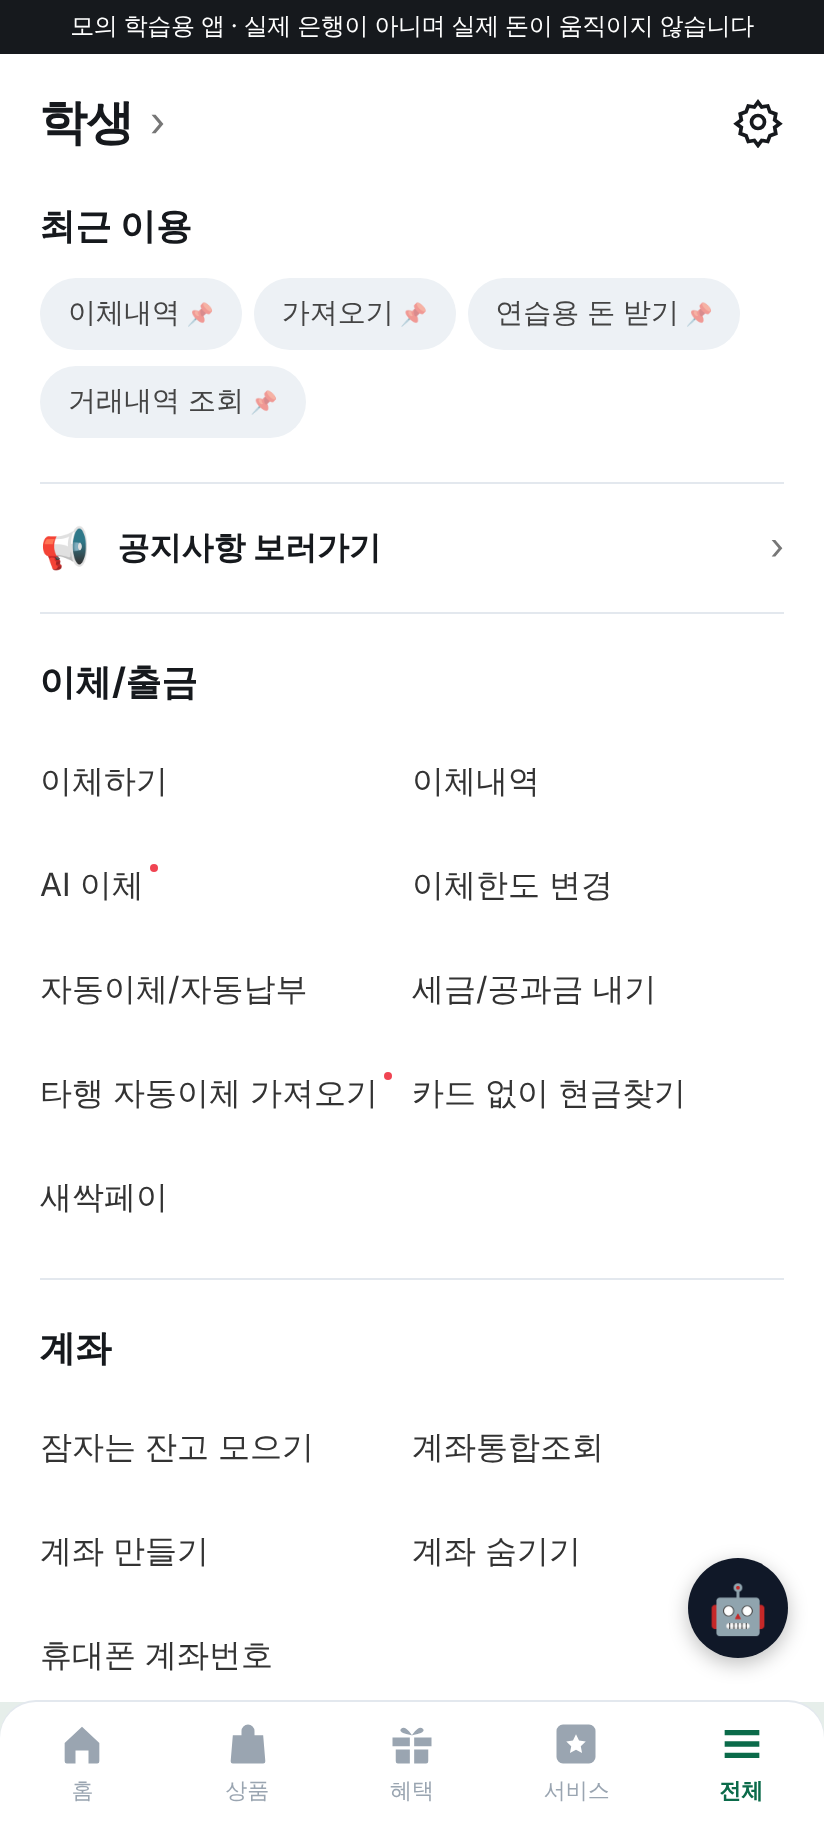 모의 학습용 앱 · 실제 은행이 아니며 실제 돈이 움직이지 않습니다
학생 ›
최근 이용
이체내역 가져오기 연습용 돈 받기
거래내역 조회
공지사항 보러가기 ›
이체/출금
이체하기 이체내역
AI 이체 이체한도 변경
자동이체/자동납부 세금/공과금 내기
타행 자동이체 가져오기 카드 없이 현금찾기
새싹페이
계좌
잠자는 잔고 모으기 계좌통합조회
계좌 만들기 계좌 숨기기
휴대폰 계좌번호
홈 상품 혜택 서비스 전체